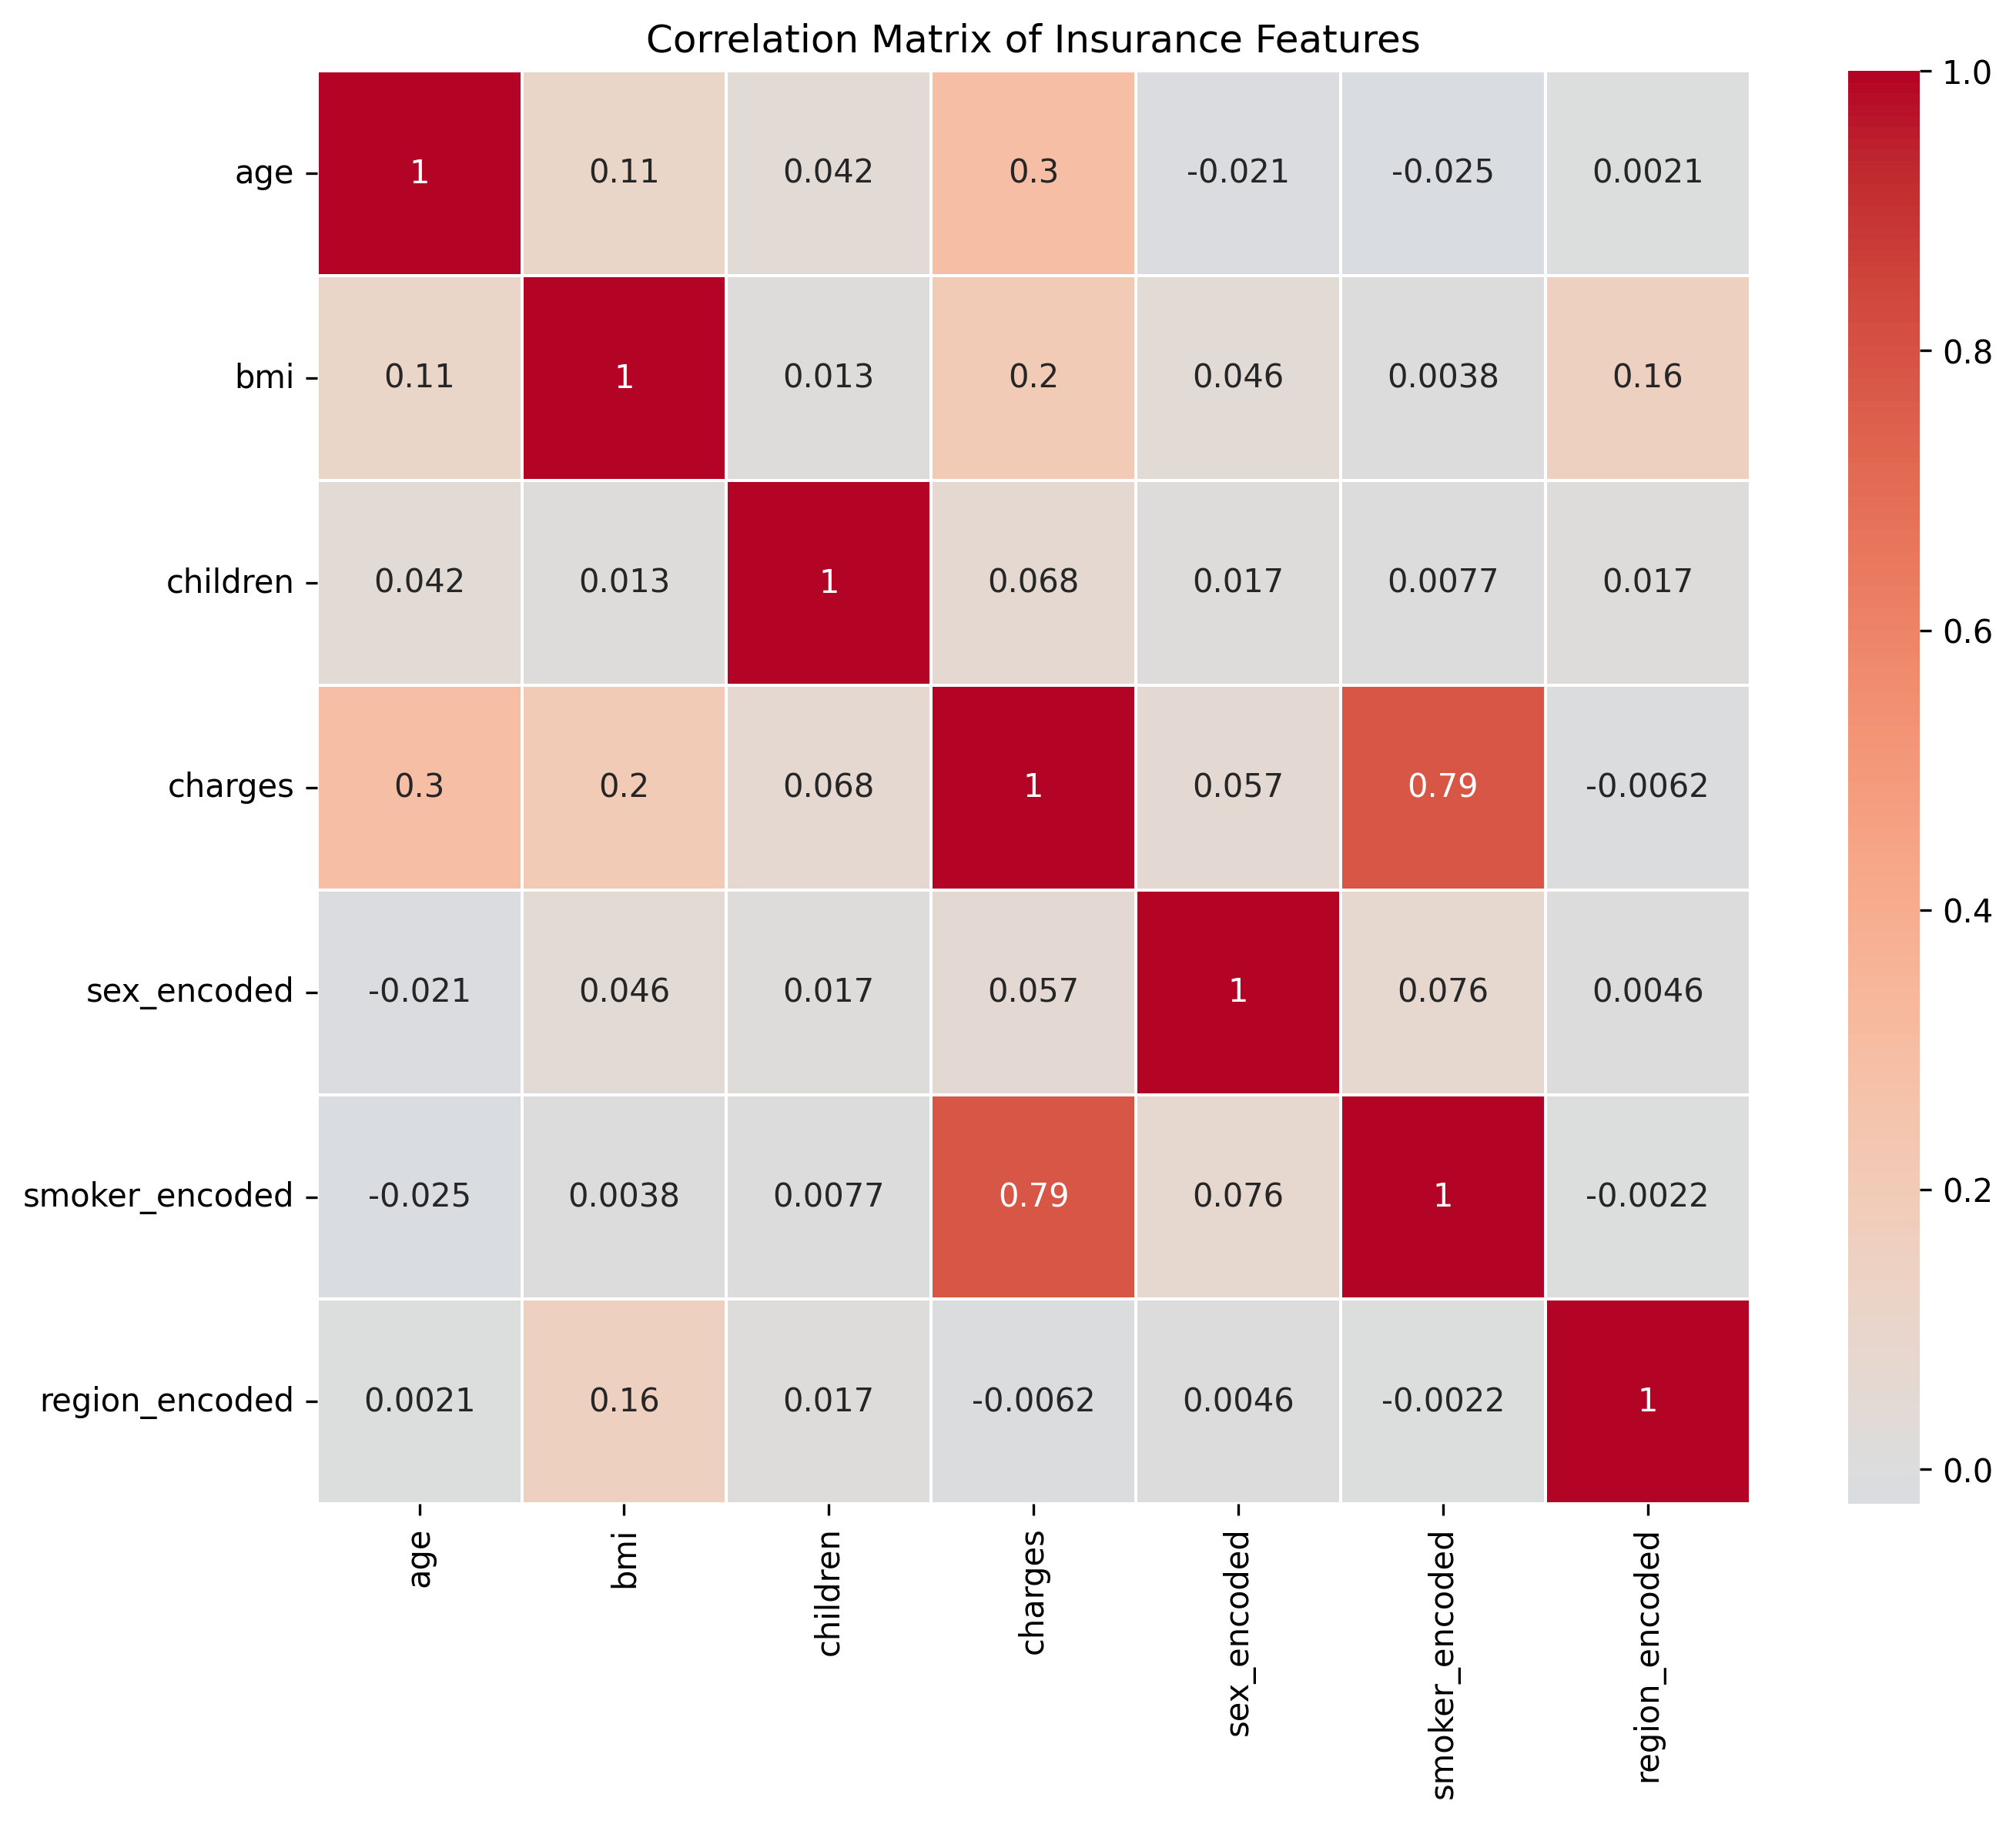 Correlation Matrix of Insurance Features
age 1 0.11 0.042 0.3 -0.021 -0.025 0.0021
bmi 0.11 1 0.013 0.2 0.046 0.0038 0.16
children 0.042 0.013 1 0.068 0.017 0.0077 0.017
charges 0.3 0.2 0.068 1 0.057 0.79 -0.0062
sex_encoded -0.021 0.046 0.017 0.057 1 0.076 0.0046
smoker_encoded -0.025 0.0038 0.0077 0.79 0.076 1 -0.0022
region_encoded 0.0021 0.16 0.017 -0.0062 0.0046 -0.0022 1
age
bmi
children
charges
sex_encoded
smoker_encoded
region_encoded
1.0
0.8
0.6
0.4
0.2
0.0